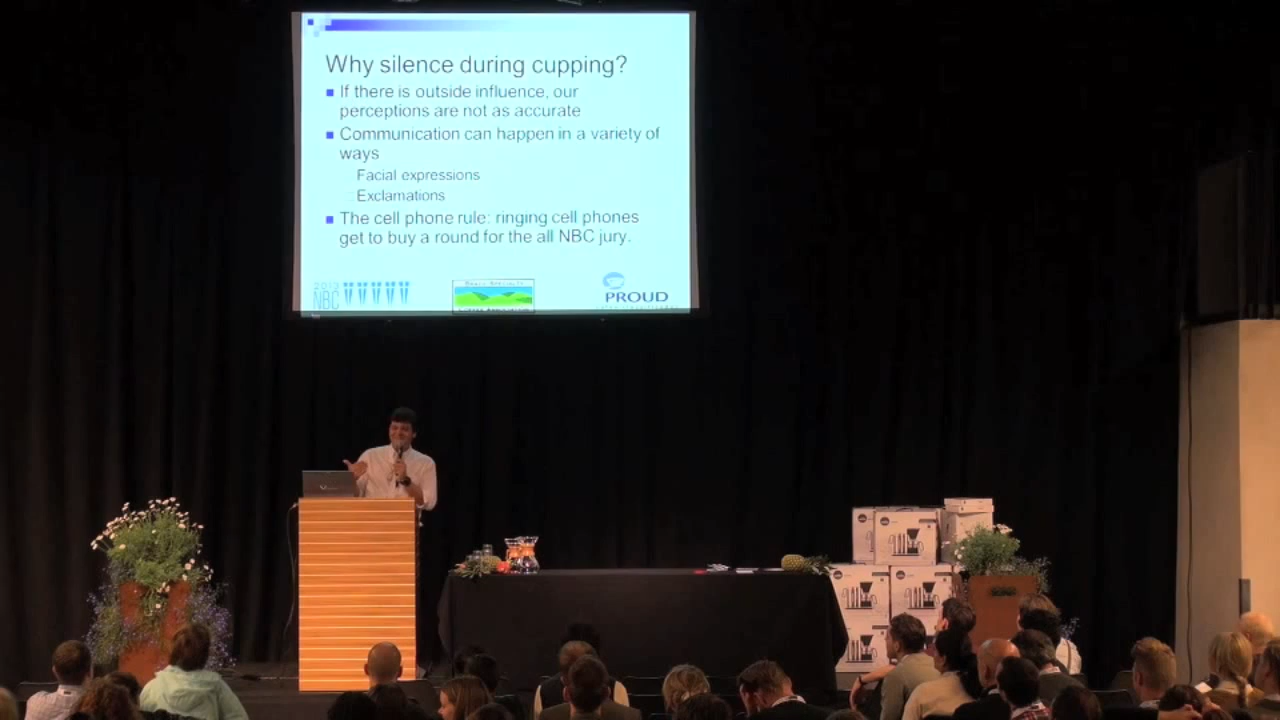 Why silence during cupping?
If there is outside influence, our
perceptions are not as accurate
Communication can happen in a variety of
ways
Facial expressions
Exclamations
The cell phone rule: ringing cell phones
get to buy a round for the all NBC jury.
2013
NBC
PROUD